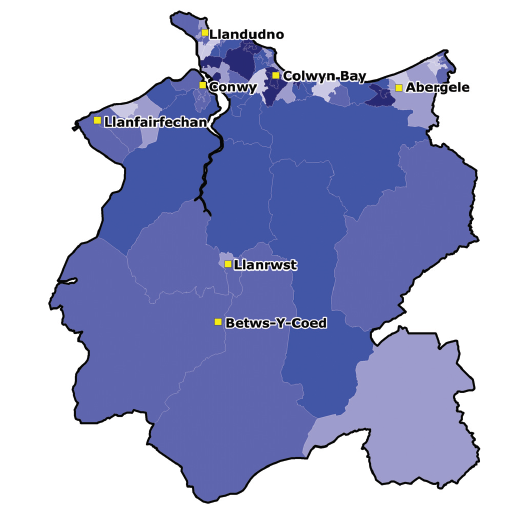 Llandudno
Colwyn Bay
Conwy
Abergele
Llanfairfechan
Llanrwst
Betws-Y-Coed